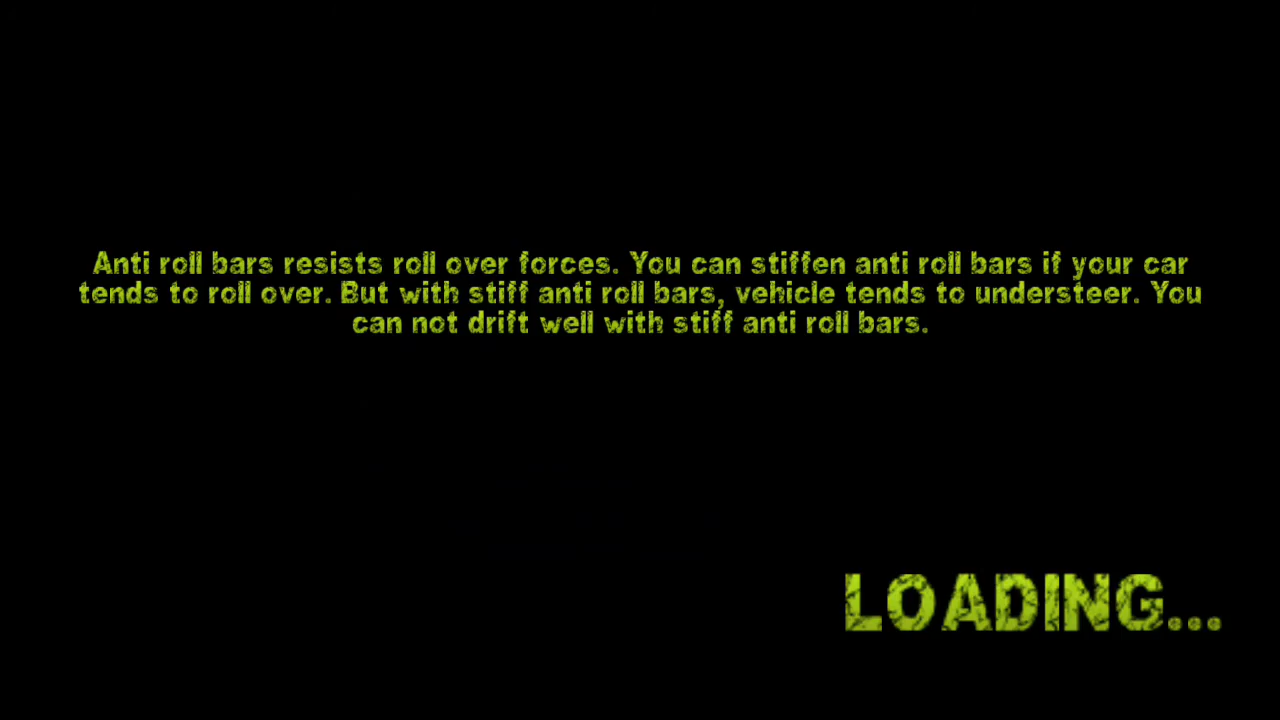 Anti roll bars resists roll over forces. You can stiffen anti roll bars if your car
tends to roll over. But with stiff anti roll bars, vehicle tends to understeer. You
can not drift well with stiff anti roll bars.
LOADING...